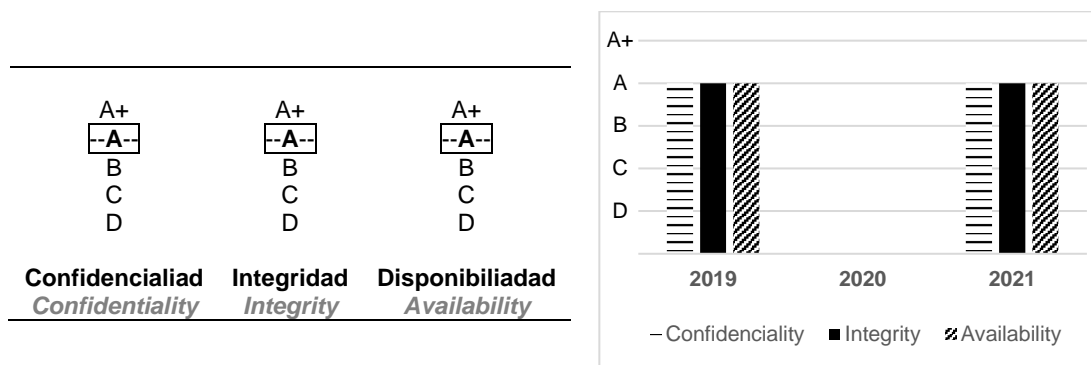 A+ A+ A+
--A-- --A-- --A--
B B B
C C C
D D D
Confidencialiad Integridad Disponibiliadad
Confidentiality Integrity Availability
A+
A
B
C
D
2019 2020 2021
Confidenciality Integrity Availability